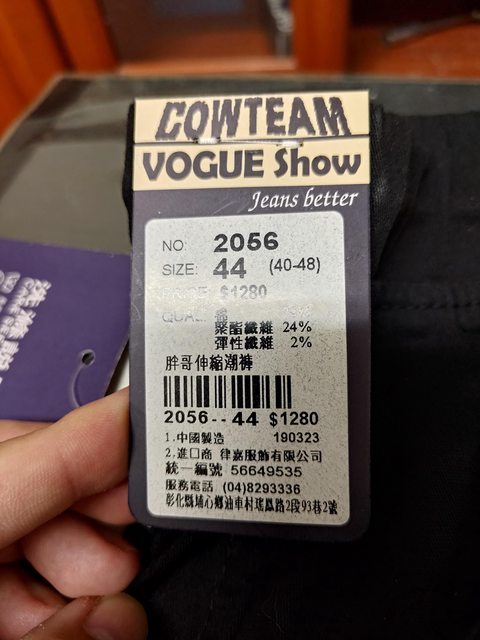 COWTEAM
VOGUE Show
Jeans better
NO: 2056
SIZE: 44 (40-48)
PRICE: $1280
QUAL: 棉
聚酯纖維 24%
彈性纖維 2%
胖哥伸縮潮褲
2056--44 $1280
1.中國製造 190323
2.進口商 律嘉服飾有限公司
統一編號 56649535
服務電話 (04)8293336
彰化縣埔心鄉油車村瑤鳳路2段93巷2號